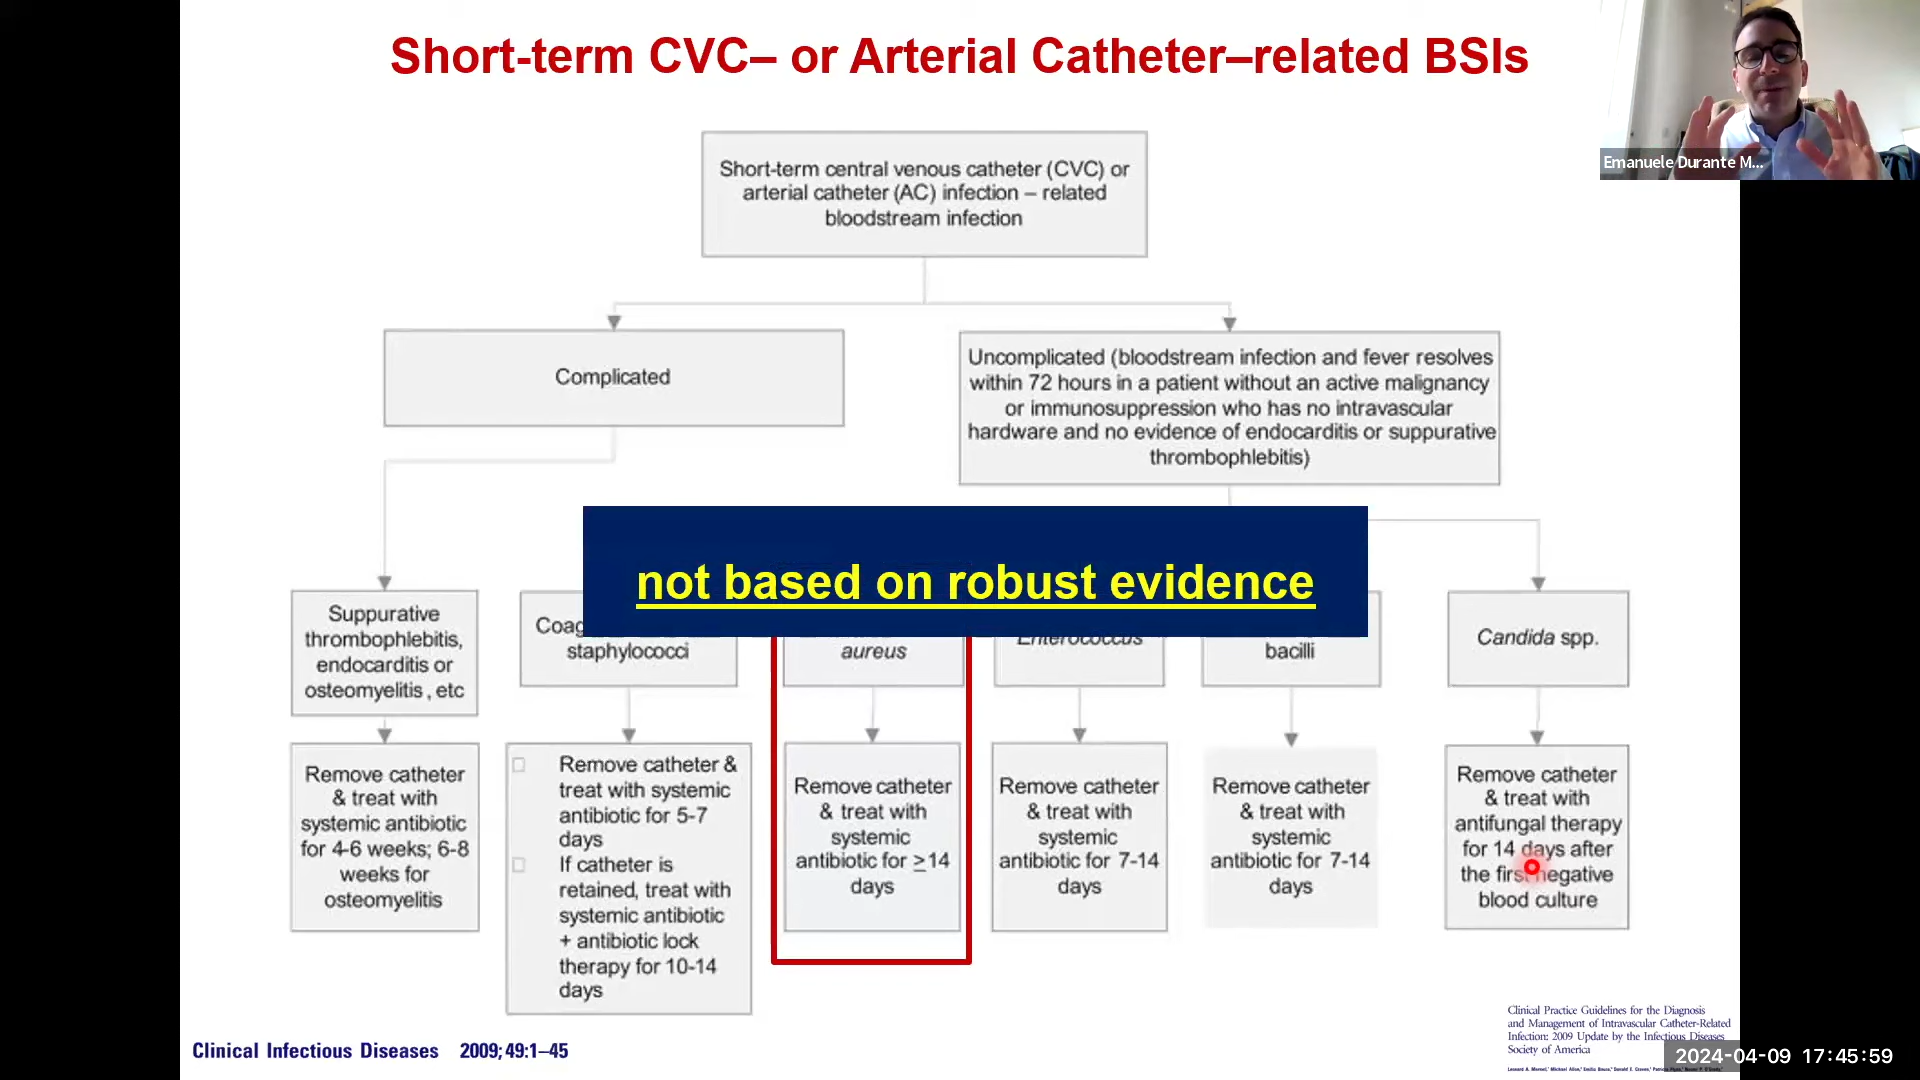 Short-term CVC– or Arterial Catheter–related BSIs
Emanuele Durante M...
Short-term central venous catheter (CVC) or
arterial catheter (AC) infection – related
bloodstream infection
Complicated
Uncomplicated (bloodstream infection and fever resolves
within 72 hours in a patient without an active malignancy
or immunosuppression who has no intravascular
hardware and no evidence of endocarditis or suppurative
thrombophlebitis)
not based on robust evidence
Suppurative
thrombophlebitis,
endocarditis or
osteomyelitis , etc
Coag
staphylococci
aureus
Enterococcus
bacilli
Candida spp.
Remove catheter
& treat with
systemic antibiotic
for 4-6 weeks; 6-8
weeks for
osteomyelitis
Remove catheter &
treat with systemic
antibiotic for 5-7
days
If catheter is
retained, treat with
systemic antibiotic
+ antibiotic lock
therapy for 10-14
days
Remove catheter
& treat with
systemic
antibiotic for ≥14
days
Remove catheter
& treat with
systemic
antibiotic for 7-14
days
Remove catheter
& treat with
systemic
antibiotic for 7-14
days
Remove catheter
& treat with
antifungal therapy
for 14 days after
the first negative
blood culture
Clinical Infectious Diseases 2009;49:1–45
Clinical Practice Guidelines for the Diagnosis
and Management of Intravascular Catheter-Related
Infection: 2009 Update by the Infectious Diseases
Society of America
2024-04-09 17:45:59